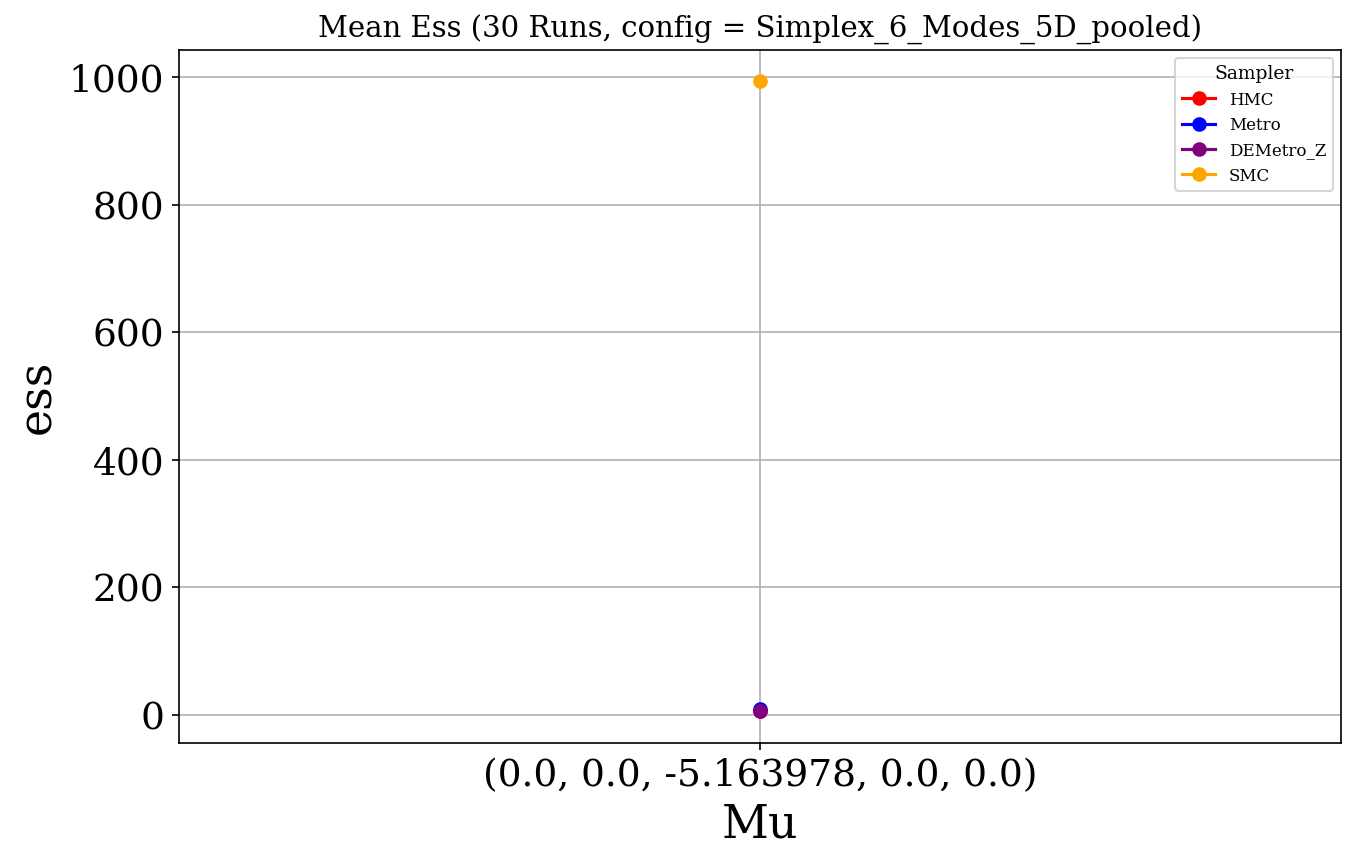 Mean Ess (30 Runs, config = Simplex_6_Modes_5D_pooled)
Sampler
HMC
Metro
DEMetro_Z
SMC
1000
800
600
400
200
0
ess
(0.0, 0.0, -5.163978, 0.0, 0.0)
Mu